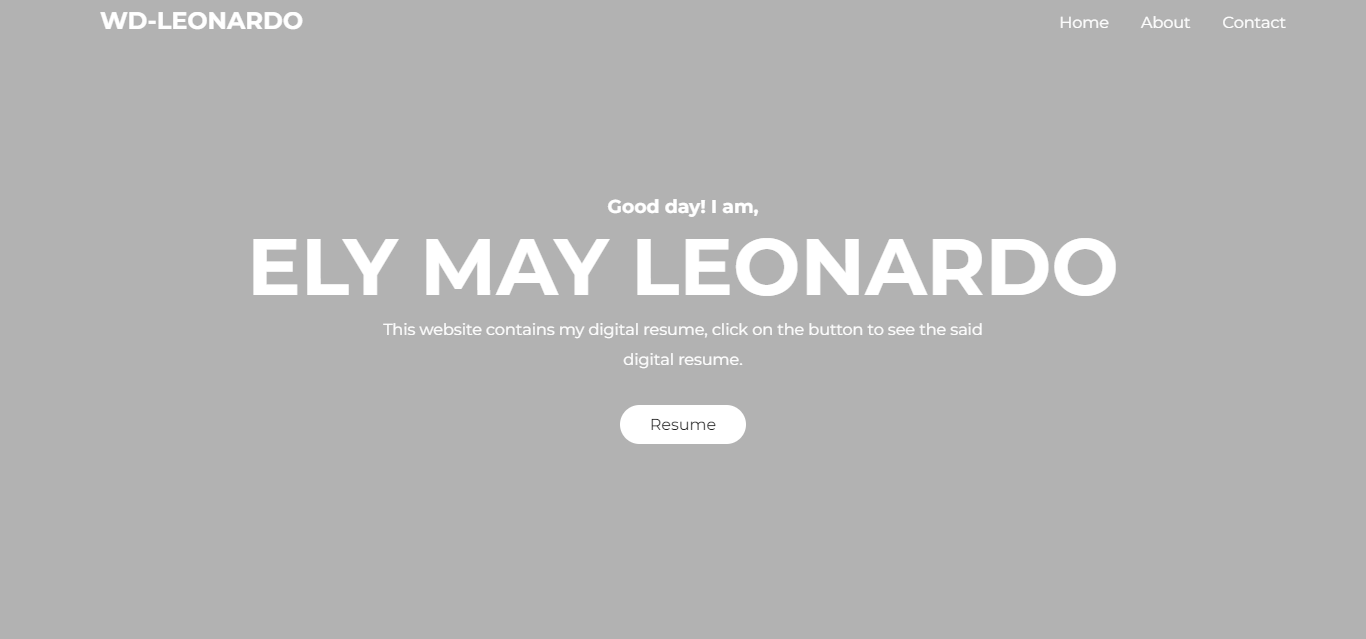 WD-LEONARDO
Home About Contact
Good day! I am,
ELY MAY LEONARDO
This website contains my digital resume, click on the button to see the said
digital resume.
Resume